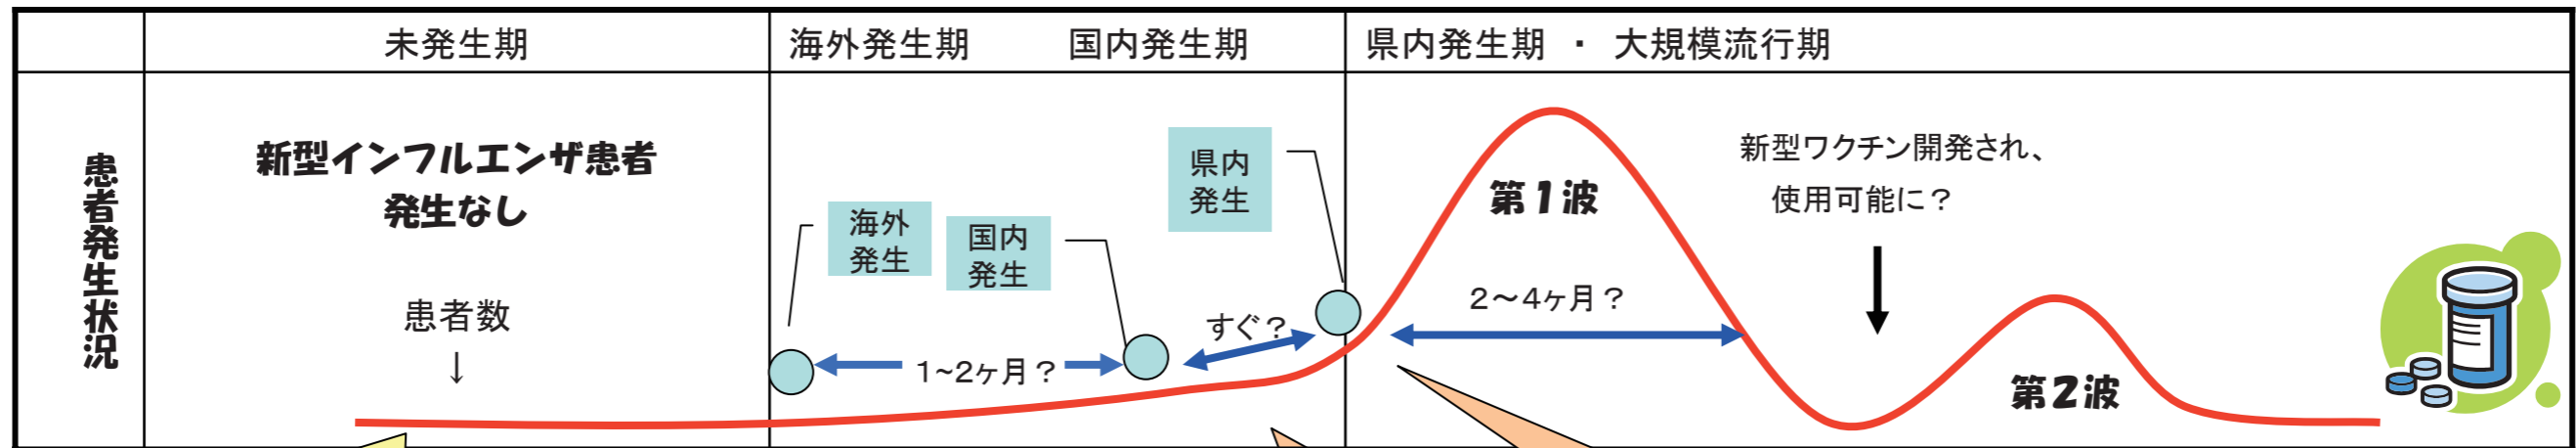 未発生期
海外発生期 国内発生期
県内発生期 ・ 大規模流行期
患者発生状況
新型インフルエンザ患者
発生なし
患者数
↓
海外
発生
国内
発生
県内
発生
1~2ヶ月？
すぐ？
第1波
2～4ヶ月？
新型ワクチン開発され、
使用可能に？
第2波